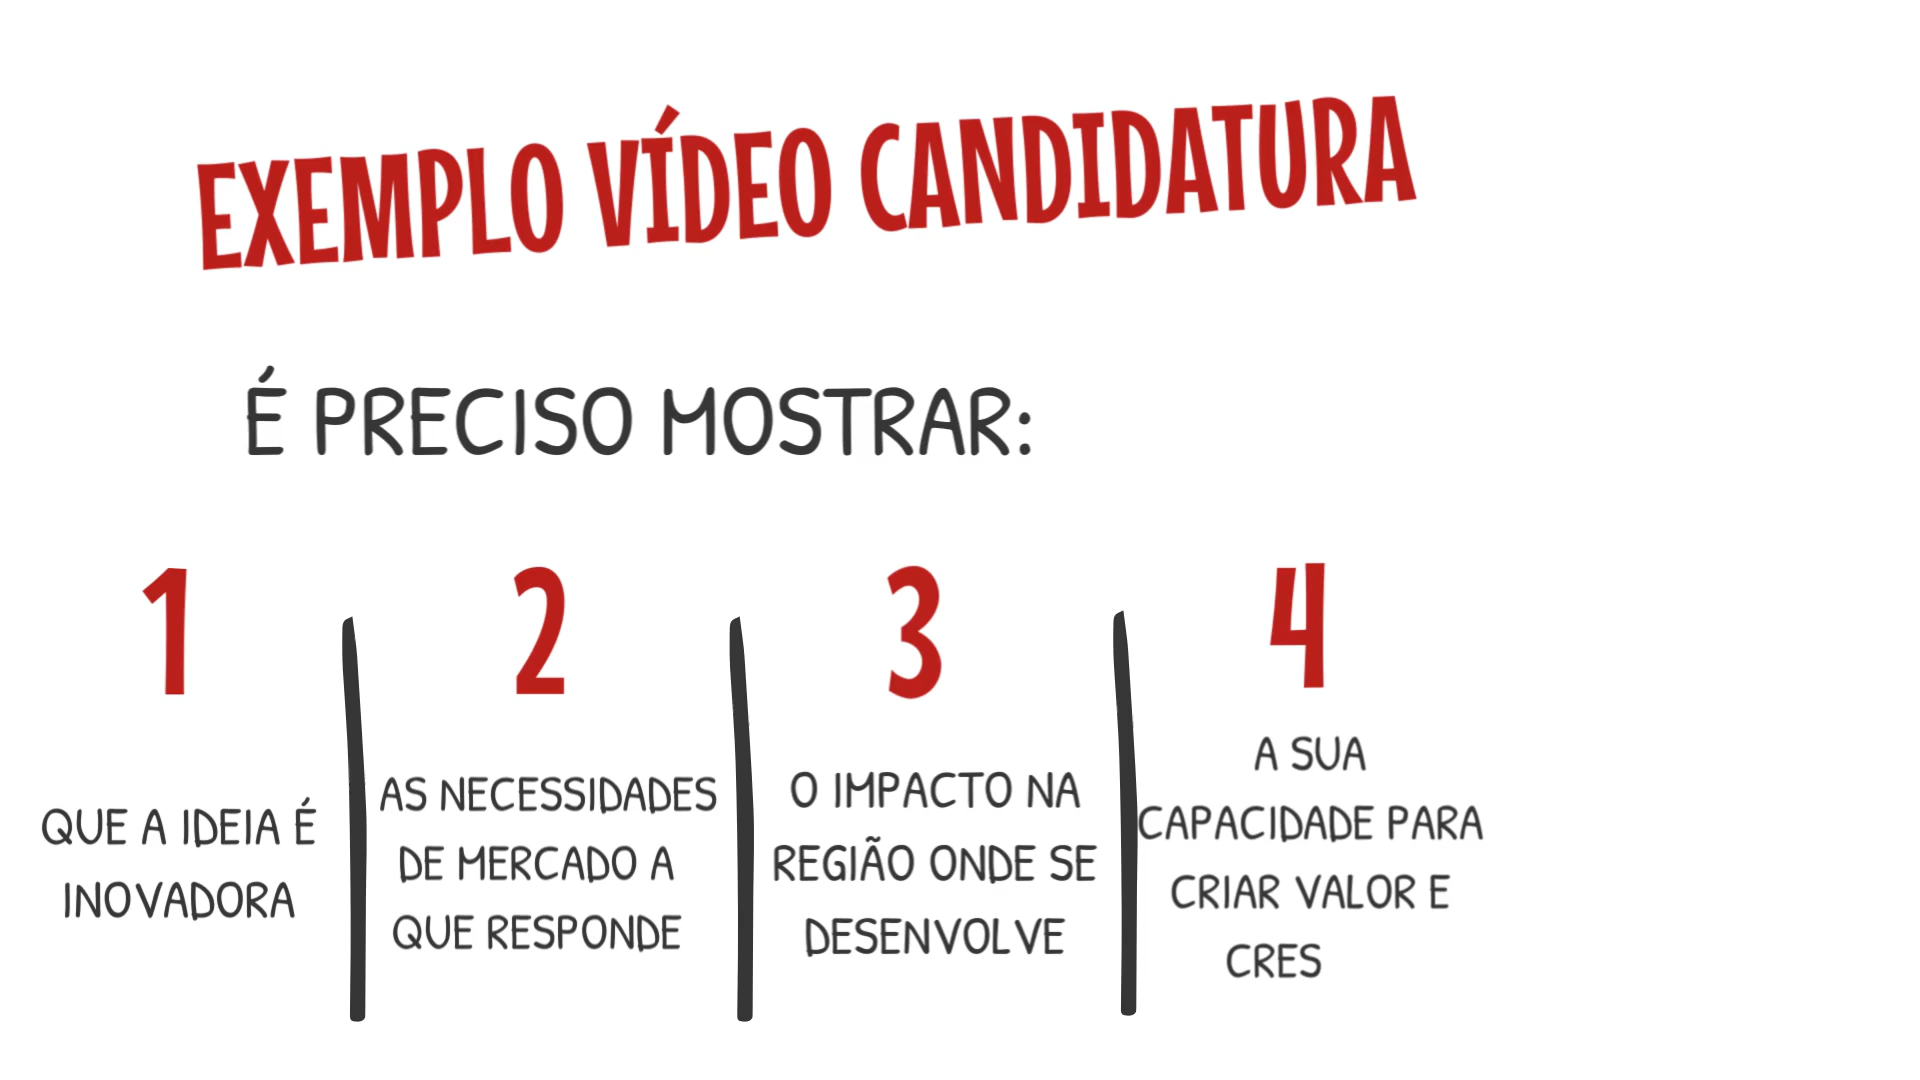 EXEMPLO VÍDEO CANDIDATURA
É PRECISO MOSTRAR:
1
QUE A IDEIA É
INOVADORA
2
AS NECESSIDADES
DE MERCADO A
QUE RESPONDE
3
O IMPACTO NA
REGIÃO ONDE SE
DESENVOLVE
4
A SUA
CAPACIDADE PARA
CRIAR VALOR E
CRES